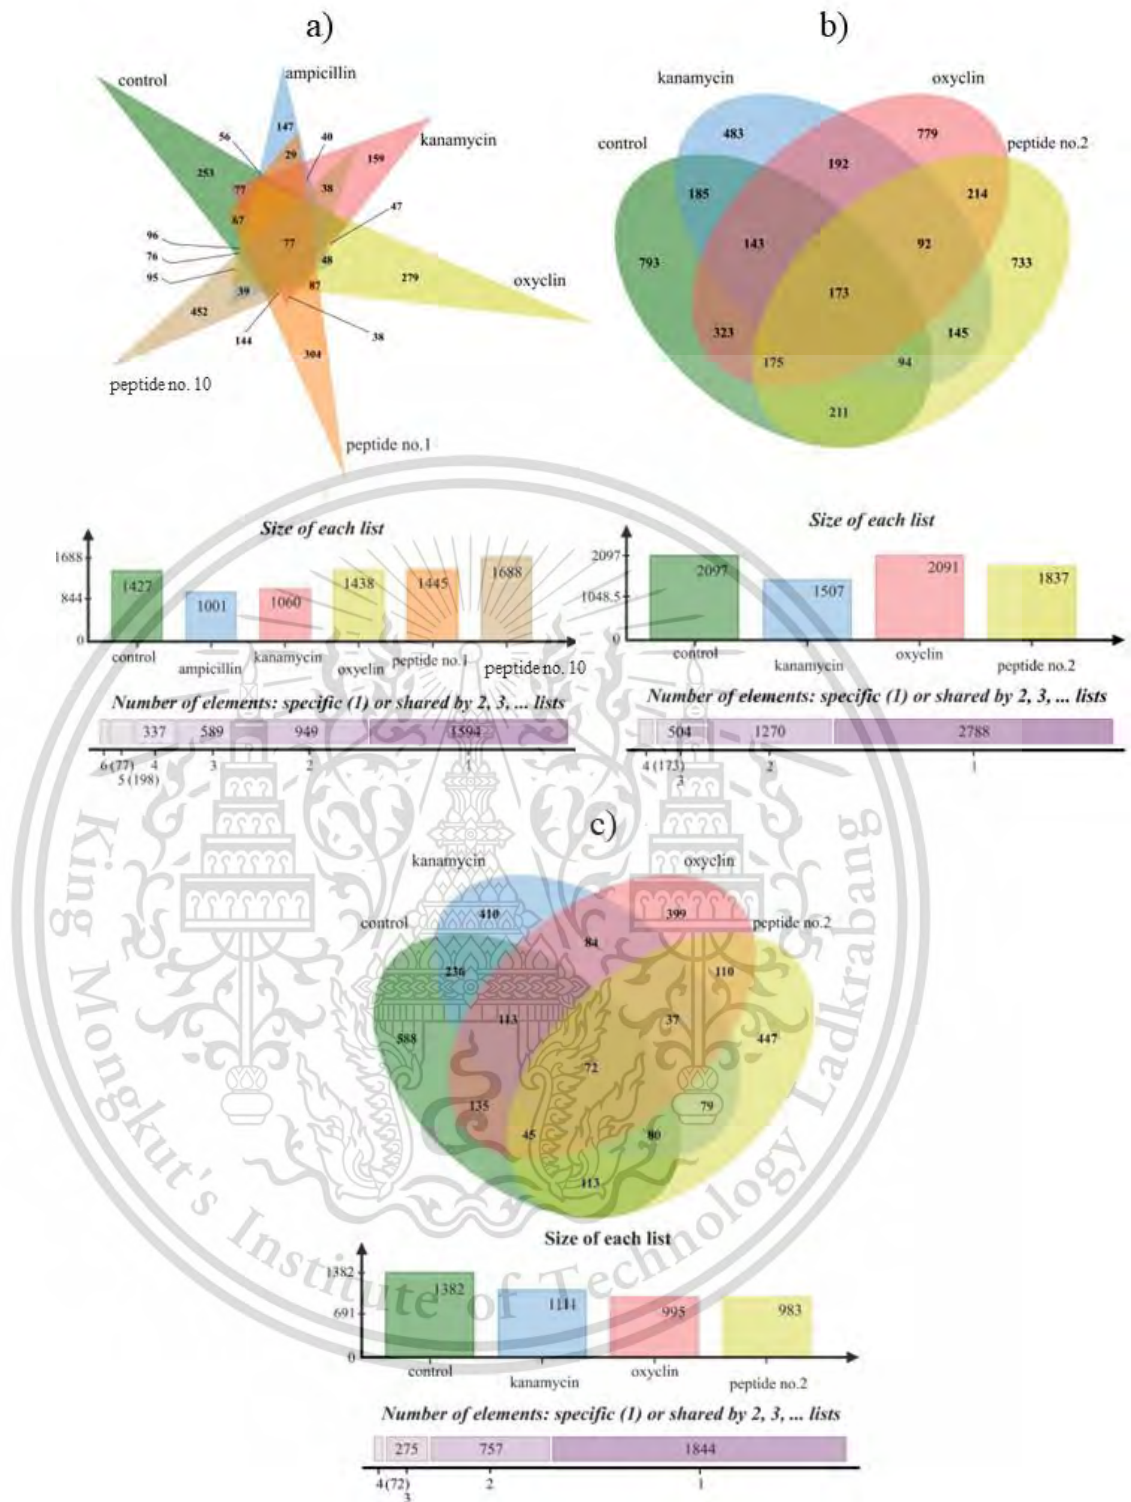 a)
control
ampicillin
kanamycin
oxyclin
peptide no.1
peptide no. 10
147
40
56
29
159
253
77
38
67
47
96
77
76
48
279
95
39
87
452
144
38
304
Size of each list
1688
844
0
1427
1001
1060
1438
1445
1688
control
ampicillin
kanamycin
oxyclin
peptide no.1
peptide no. 10
Number of elements: specific (1) or shared by 2, 3, ... lists
337 589 949 1594
6 (77) 4 3 2 1
5 (198)
b)
kanamycin
oxyclin
control
peptide no.2
483
779
192
185
214
143
92
793
733
173
323
145
175
94
211
Size of each list
2097
1048.5
0
2097
1507
2091
1837
control
kanamycin
oxyclin
peptide no.2
Number of elements: specific (1) or shared by 2, 3, ... lists
504 1270 2788
4 (173) 2 1
3
c)
kanamycin
oxyclin
control
peptide no.2
410
399
84
236
110
113
37
588
447
72
135
79
45
80
113
Size of each list
1382
691
0
1382
1111
995
983
control
kanamycin
oxyclin
peptide no.2
Number of elements: specific (1) or shared by 2, 3, ... lists
275 757 1844
4 (72) 2 1
3
King Mongkut's Institute of Technology Ladkrabang